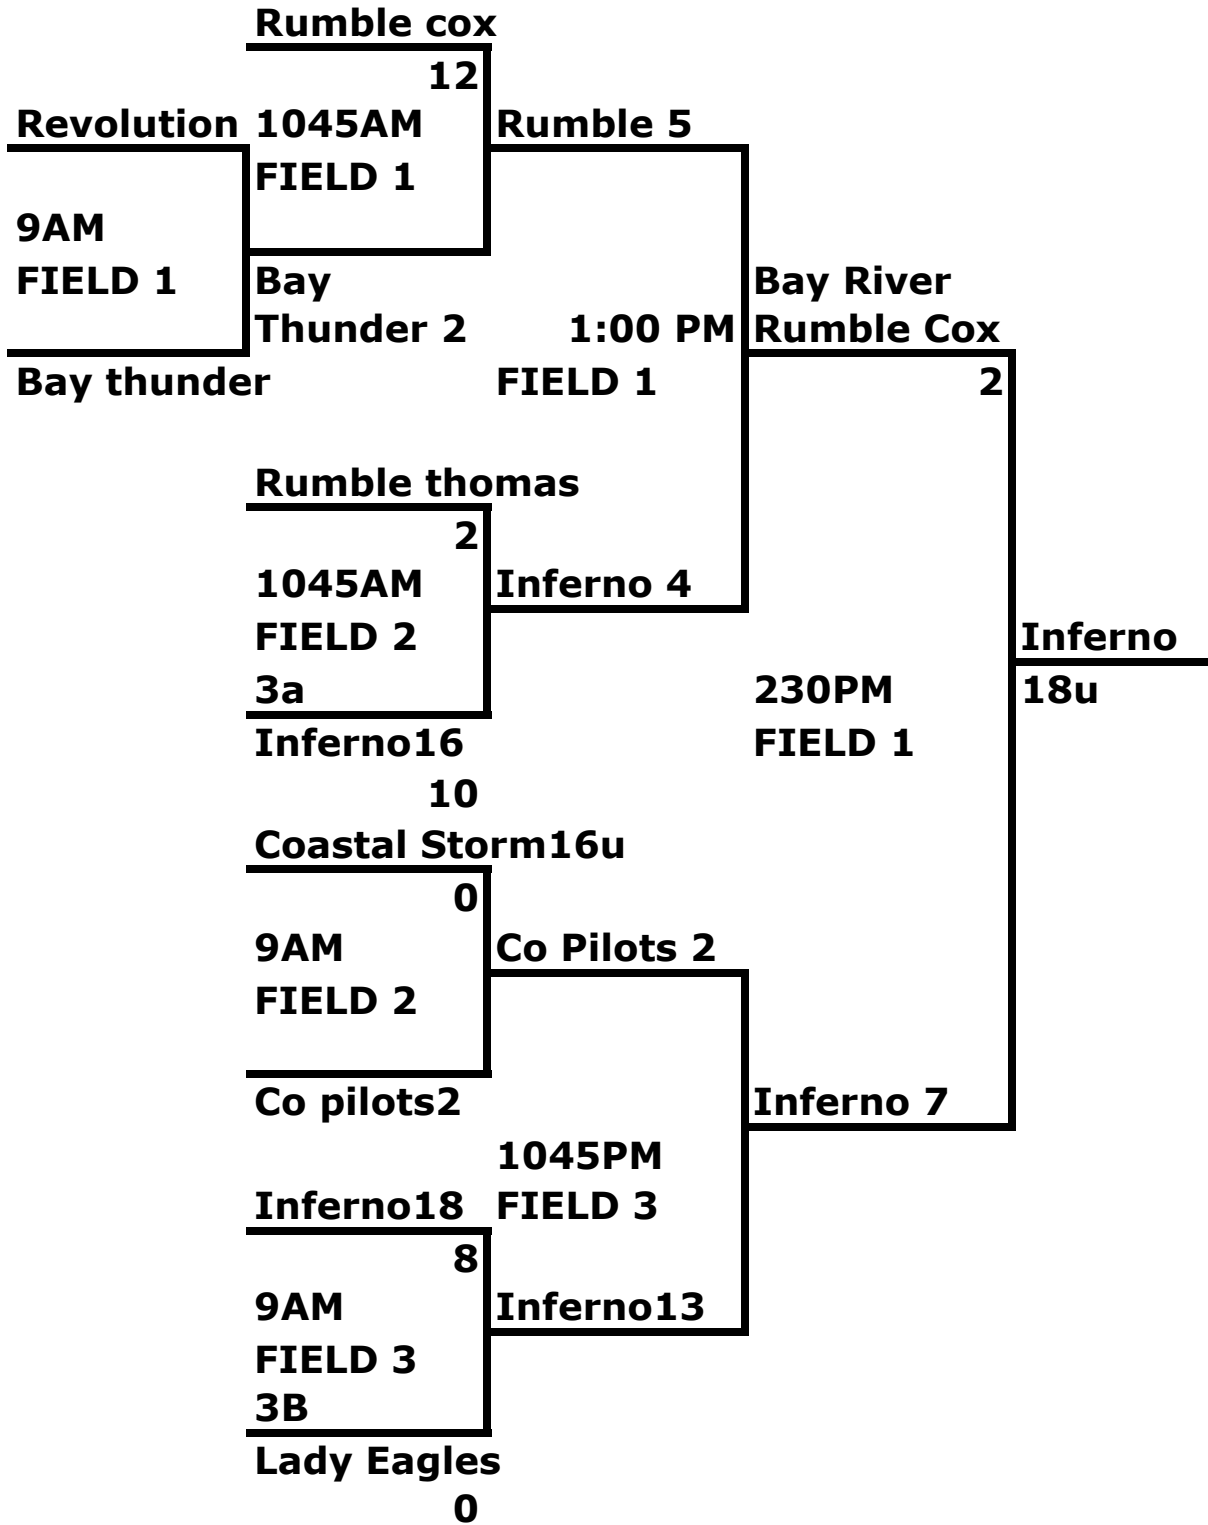 Rumble cox
12
Revolution
1045AM
Rumble 5
FIELD 1
9AM
FIELD 1
Bay
Thunder 2
Bay thunder
1:00 PM
FIELD 1
Bay River
Rumble Cox
2
Rumble thomas
2
1045AM
FIELD 2
3a
Inferno 4
Inferno16
10
230PM
FIELD 1
Inferno
18u
Coastal Storm16u
0
9AM
FIELD 2
Co Pilots 2
Co pilots2
1045PM
FIELD 3
Inferno 7
Inferno18
8
9AM
FIELD 3
3B
Inferno13
Lady Eagles
0